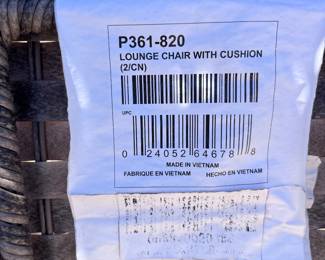 P361-820
LOUNGE CHAIR WITH CUSHION
(2/CN)
UPC
0 24052 64678 8
MADE IN VIETNAM
FABRIQUE EN VIETNAM HECHO EN VIETNAM